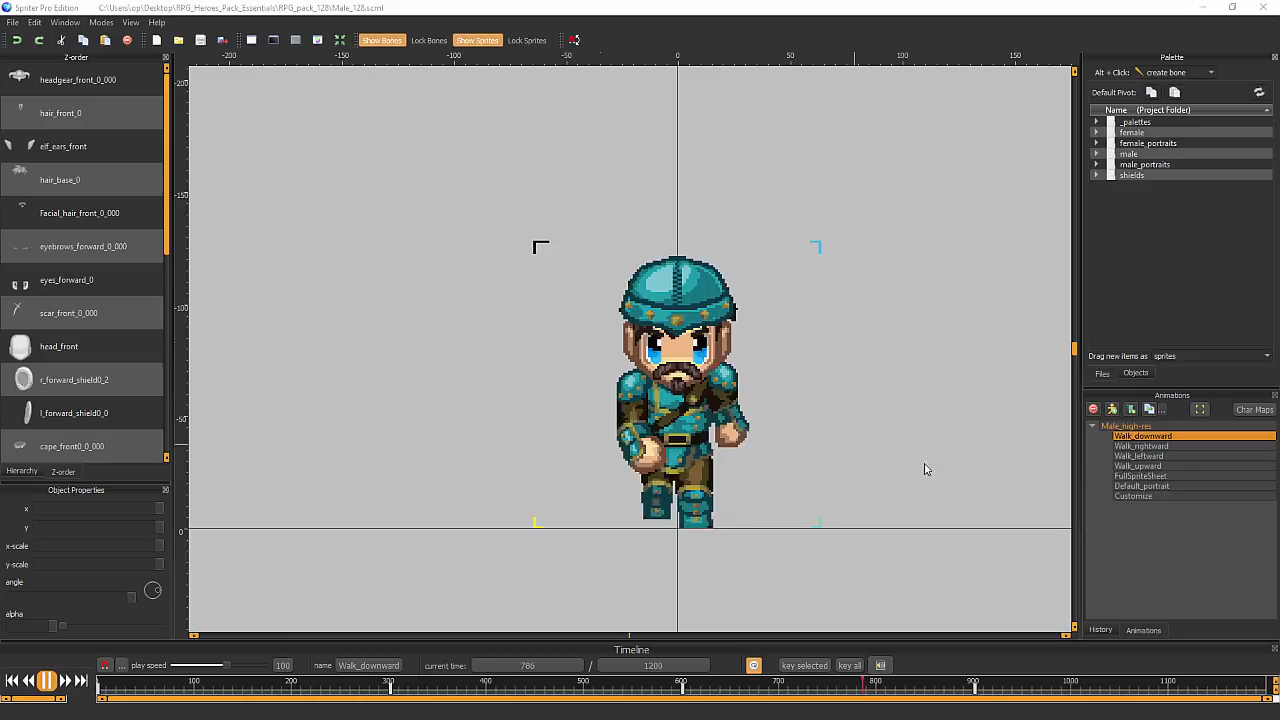 Spriter Pro Edition C:\Users\op\Desktop\RPG_Heroes_Pack_Essentials\RPG_pack_128\Male_128.scml
File Edit Window Modes View Help
Show Bones Lock Bones Show Sprites Lock Sprites
Z-order
-200 -150 -100 -50 0 50 100 150
-200
-150
-100
-50
0
headgear_front_0_000
hair_front_0
elf_ears_front
hair_base_0
Facial_hair_front_0_000
eyebrows_forward_0_000
eyes_forward_0
scar_front_0_000
head_front
r_forward_shield0_2
l_forward_shield0_0
cape_front0_0_000
Hierarchy Z-order
Object Properties
x
y
x-scale
y-scale
angle
alpha
Palette
Alt + Click: create bone
Default Pivot:
Name (Project Folder)
_palettes
female
female_portraits
male
male_portraits
shields
Drag new items as sprites
Files Objects
Animations
... Char Maps
Male_high-res
Walk_downward
Walk_rightward
Walk_leftward
Walk_upward
FullSpriteSheet
Default_portrait
Customize
History Animations
Timeline
... play speed 100 name Walk_downward current time: 786 / 1200 key selected key all
100 200 300 400 500 600 700 800 900 1000 1100